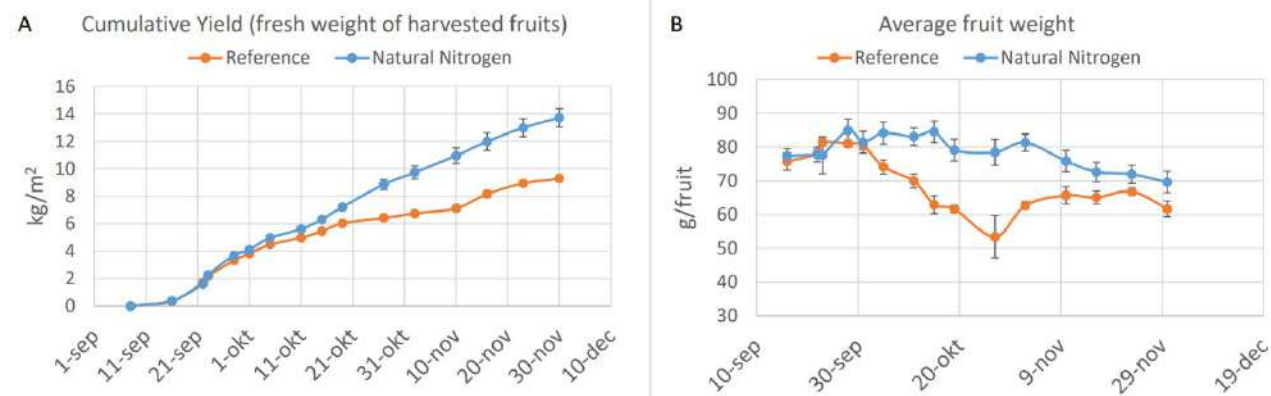 A Cumulative Yield (fresh weight of harvested fruits)
Reference Natural Nitrogen
kg/m²
16
14
12
10
8
6
4
2
0
1-sep 11-sep 21-sep 1-okt 11-okt 21-okt 31-okt 10-nov 20-nov 30-nov 10-dec
B Average fruit weight
Reference Natural Nitrogen
g/fruit
100
90
80
70
60
50
40
30
10-sep 30-sep 20-okt 9-nov 29-nov 19-dec